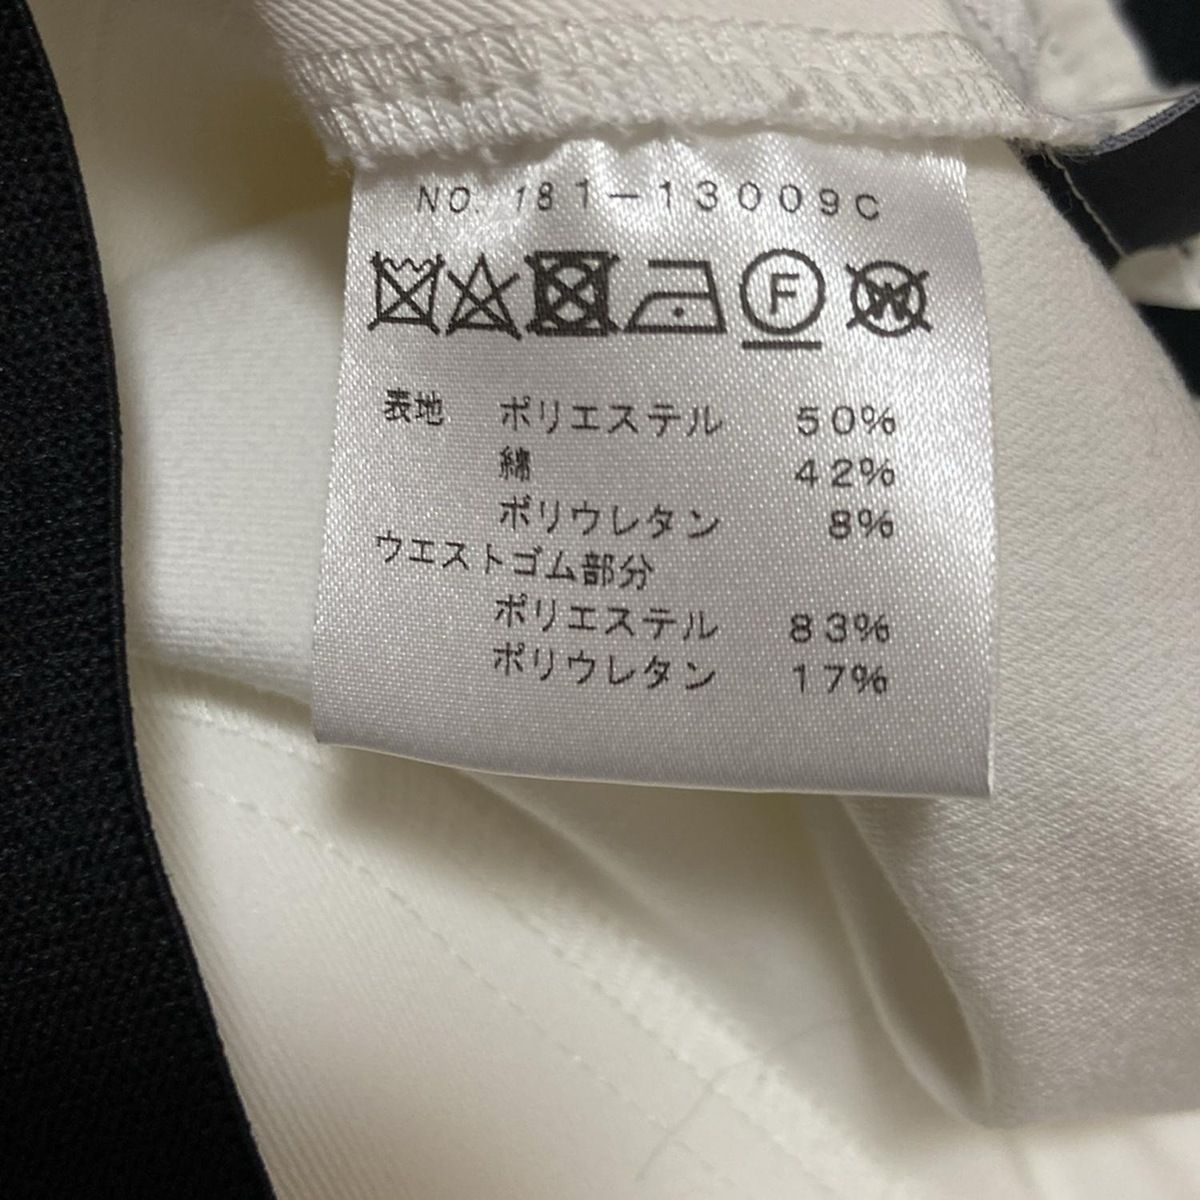 NO. 181-13009C
F W
表地 ポリエステル 50%
綿 42%
ポリウレタン 8%
ウエストゴム部分
ポリエステル 83%
ポリウレタン 17%